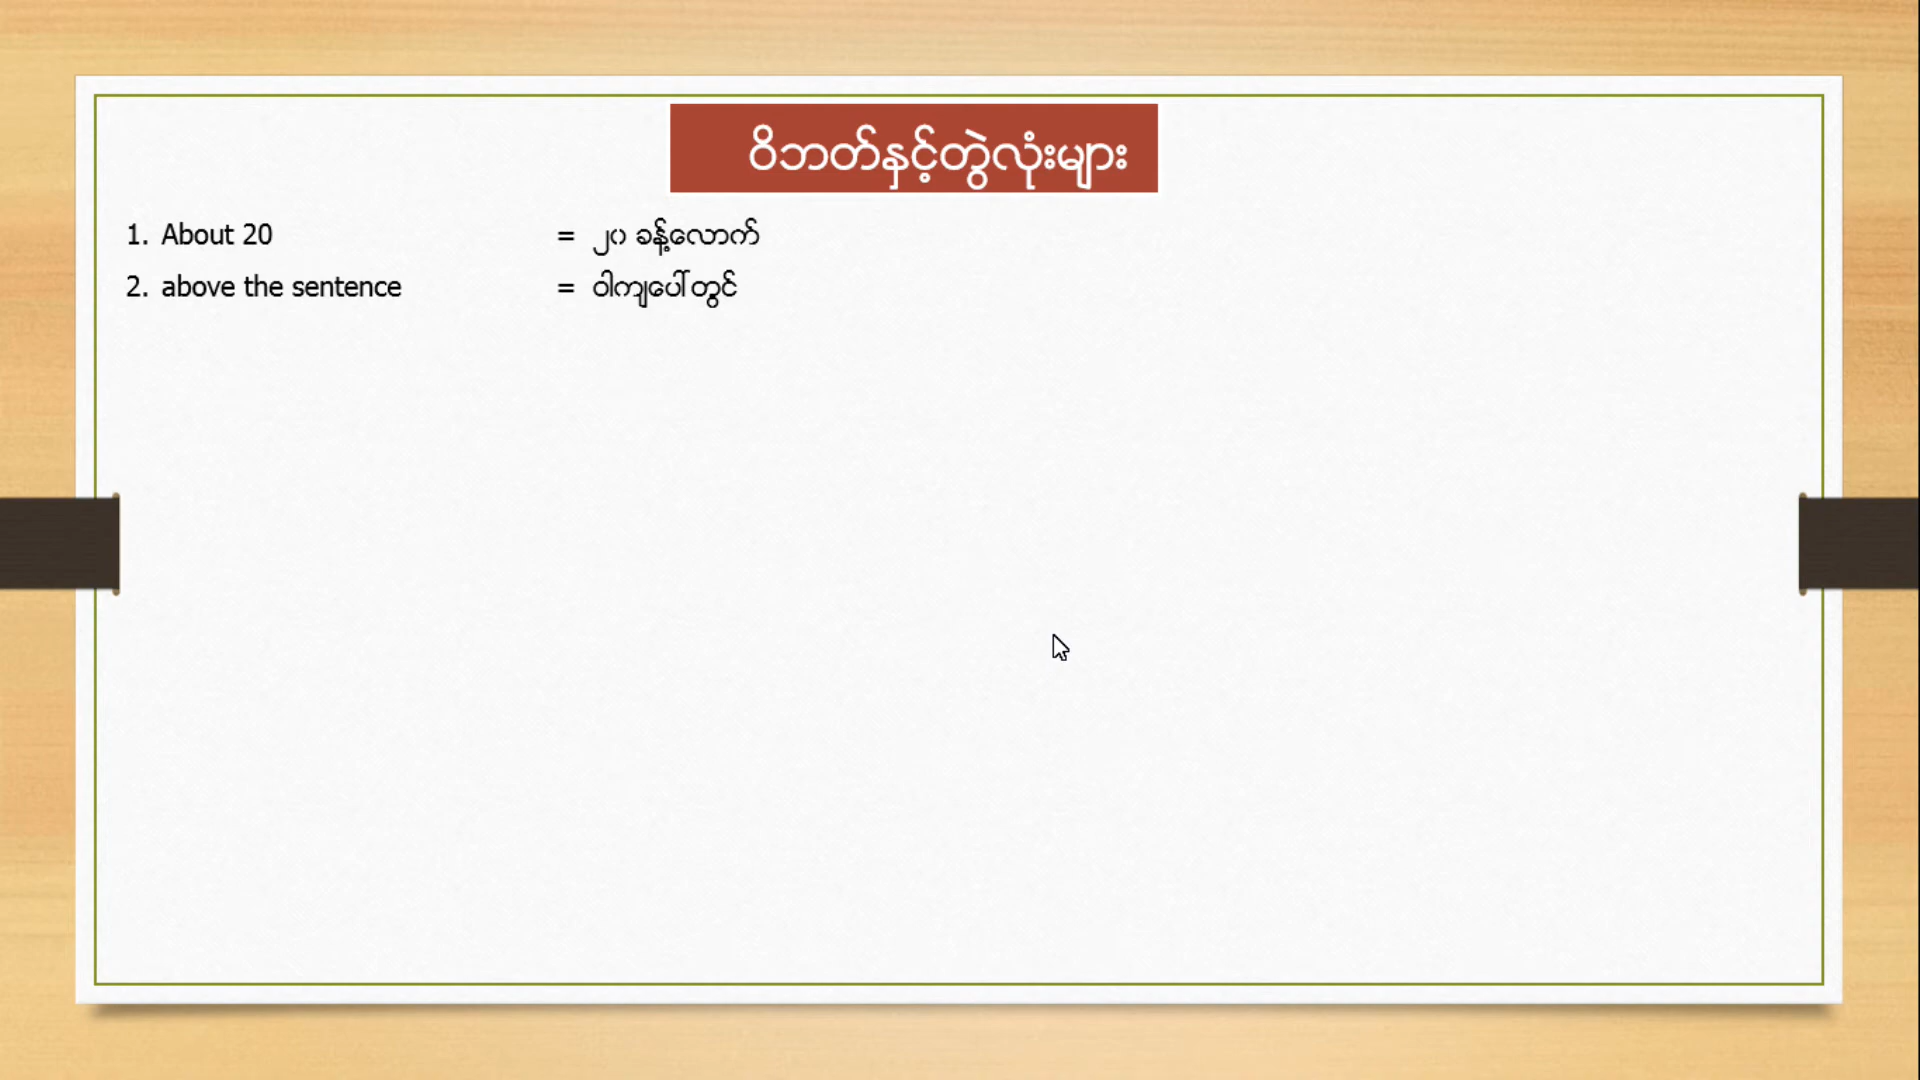 ဝိဘတ်နှင့်တွဲလုံးများ
1. About 20 = ၂၀ ခန့်လောက်
2. above the sentence = ဝါကျပေါ်တွင်